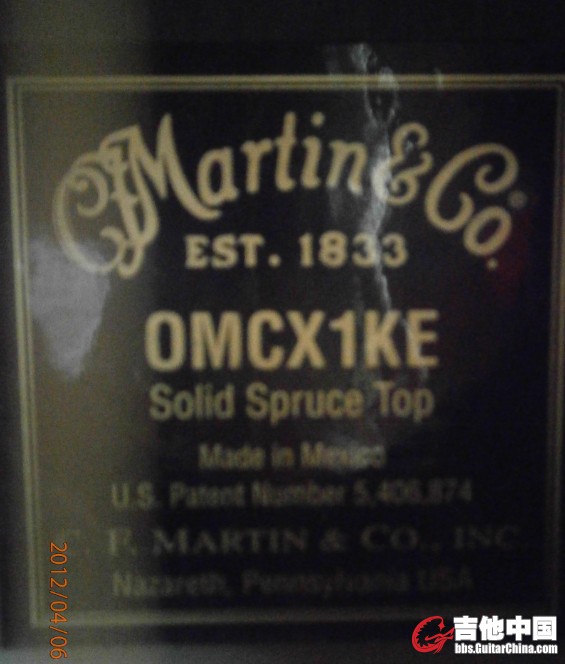 CFMartin & Co.®
EST. 1833
OMCX1KE
Solid Spruce Top
Made in Mexico
U.S. Patent Number 5,406,874
C. F. MARTIN & CO., INC.
Nazareth, Pennsylvania USA
2012/04/06
吉他中国
bbs.GuitarChina.com